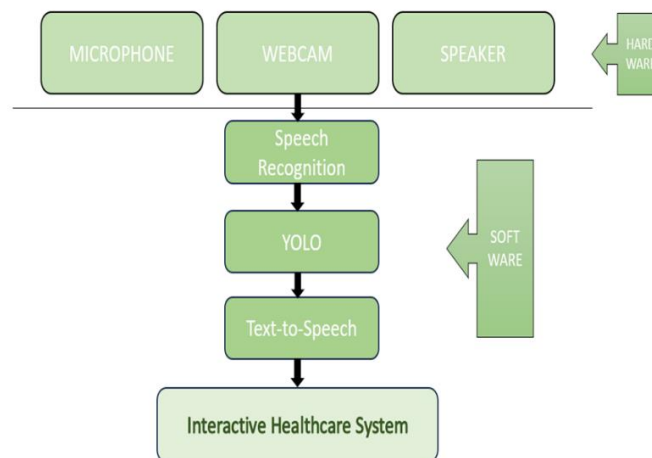 MICROPHONE
WEBCAM
SPEAKER
HARD
WARE
Speech
Recognition
YOLO
SOFT
WARE
Text-to-Speech
Interactive Healthcare System